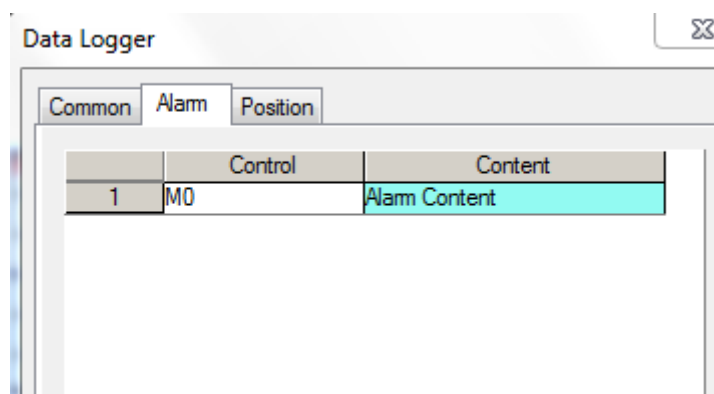 Data Logger
Common Alarm Position
Control Content
1 M0 Alarm Content